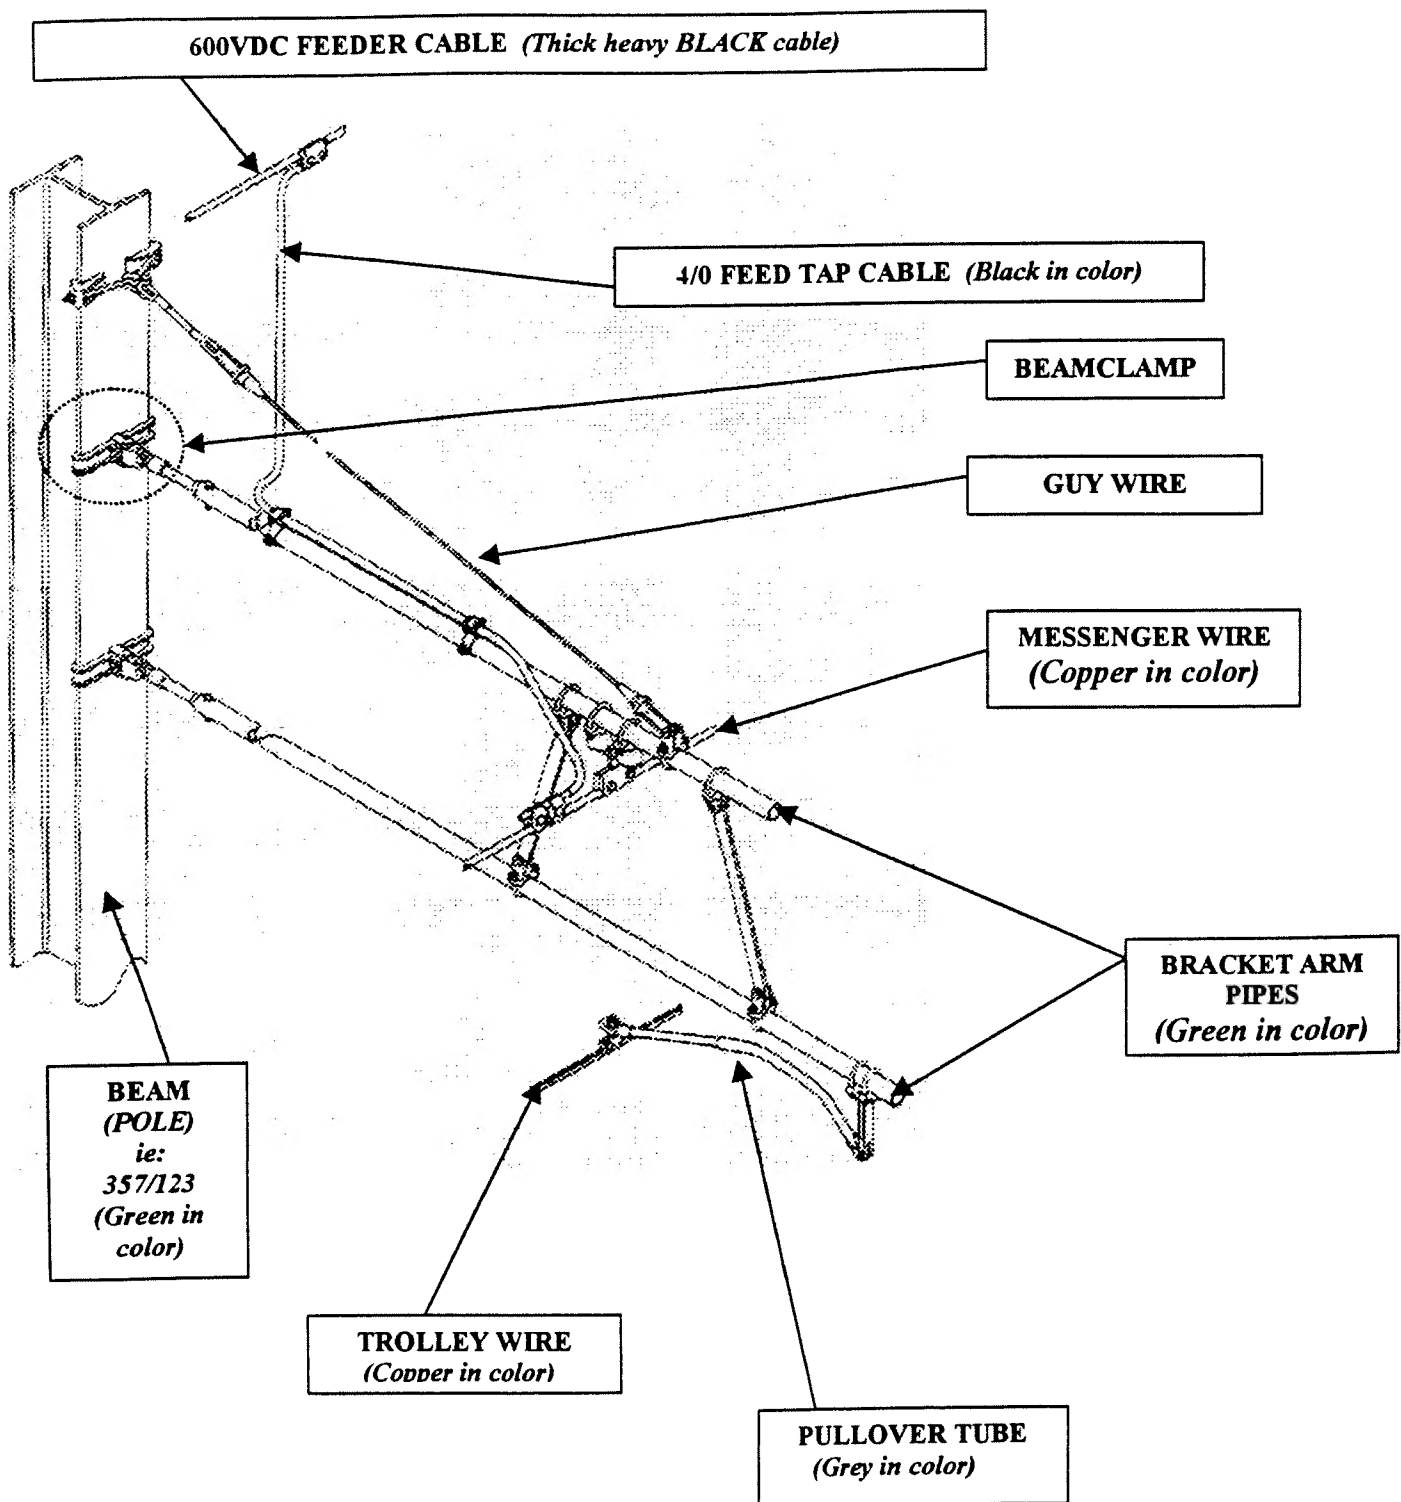 600VDC FEEDER CABLE (Thick heavy BLACK cable)
4/0 FEED TAP CABLE (Black in color)
BEAMCLAMP
GUY WIRE
MESSENGER WIRE
(Copper in color)
BRACKET ARM
PIPES
(Green in color)
BEAM
(POLE)
ie:
357/123
(Green in
color)
TROLLEY WIRE
(Copper in color)
PULLOVER TUBE
(Grey in color)